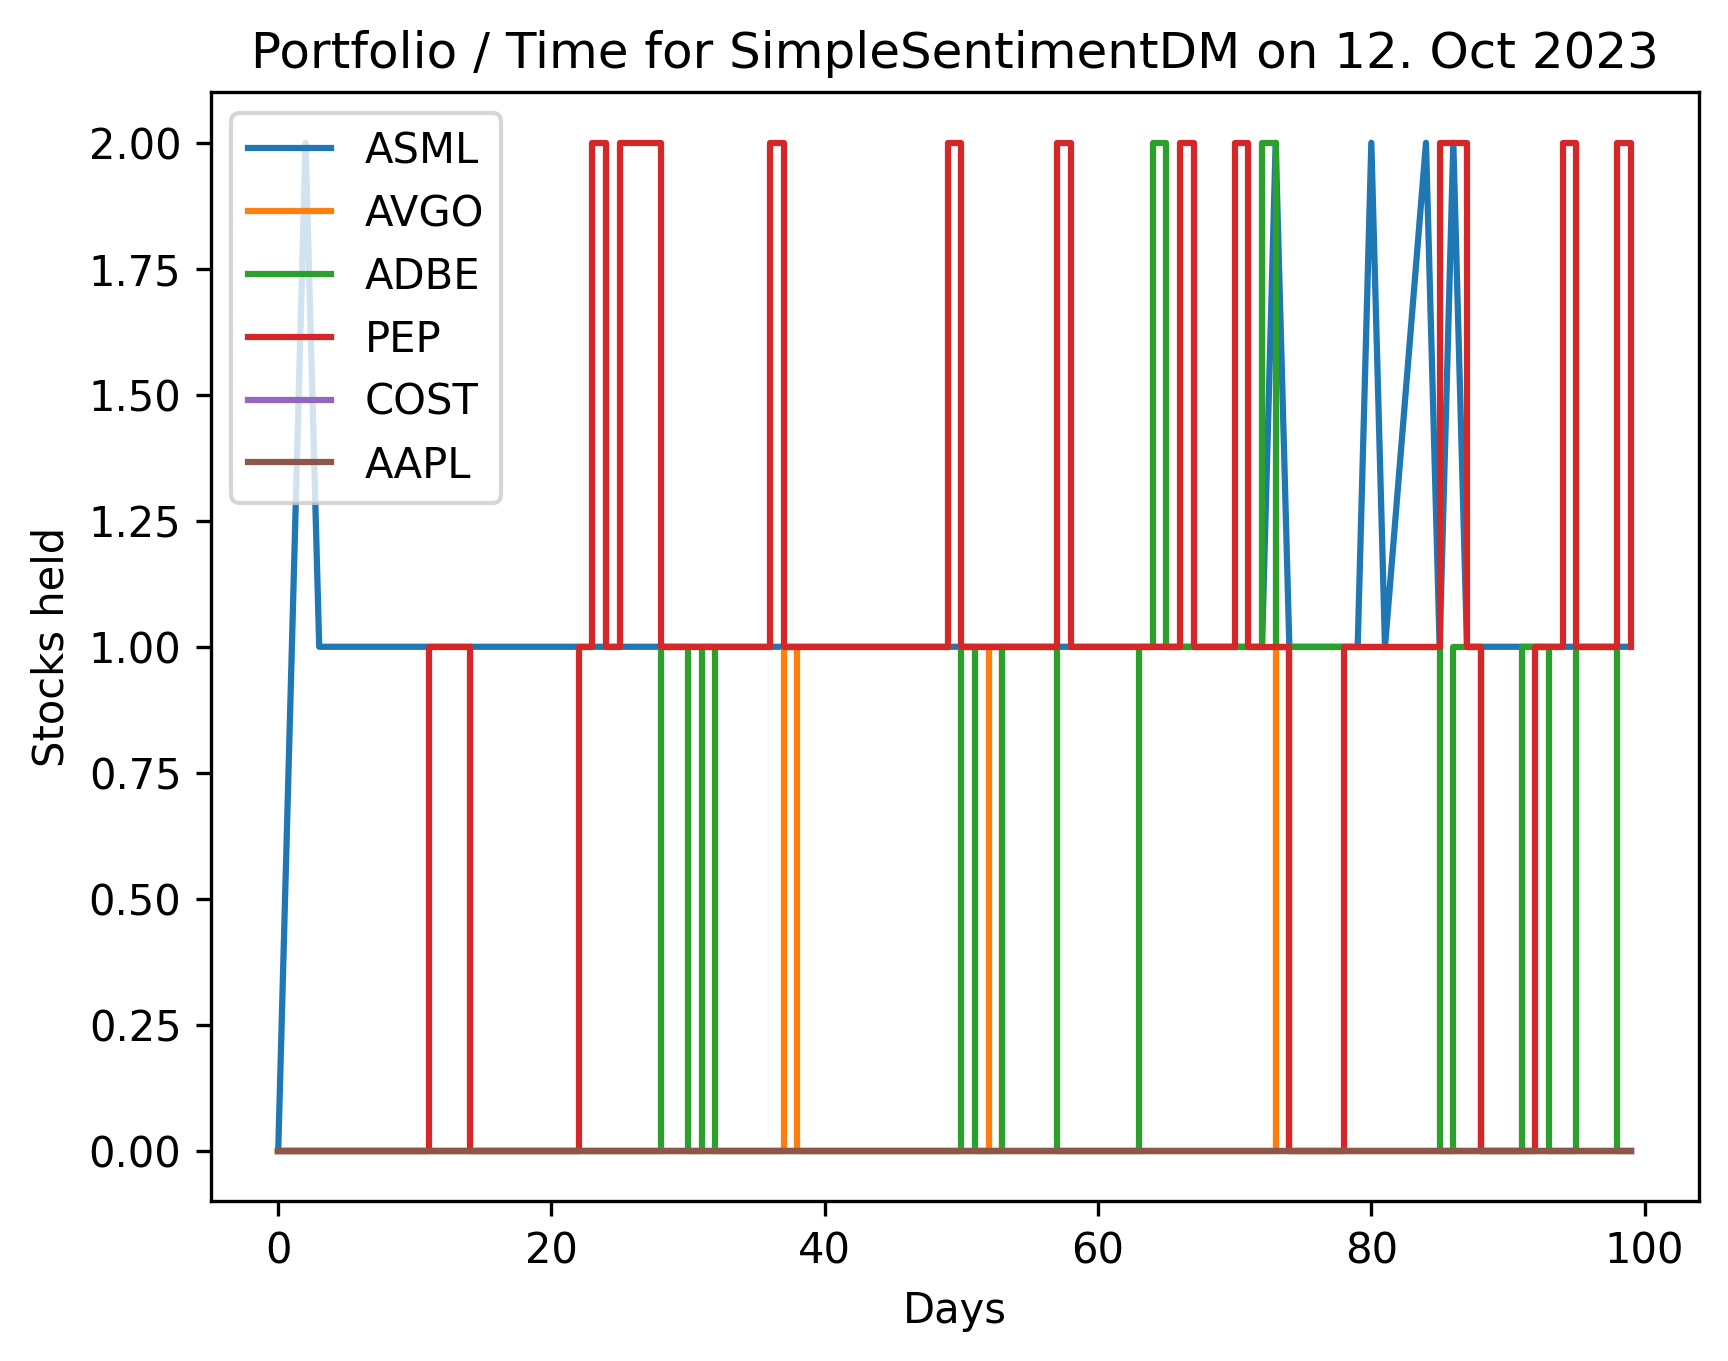 Portfolio / Time for SimpleSentimentDM on 12. Oct 2023
ASML
AVGO
ADBE
PEP
COST
AAPL
Stocks held
2.00
1.75
1.50
1.25
1.00
0.75
0.50
0.25
0.00
0 20 40 60 80 100
Days